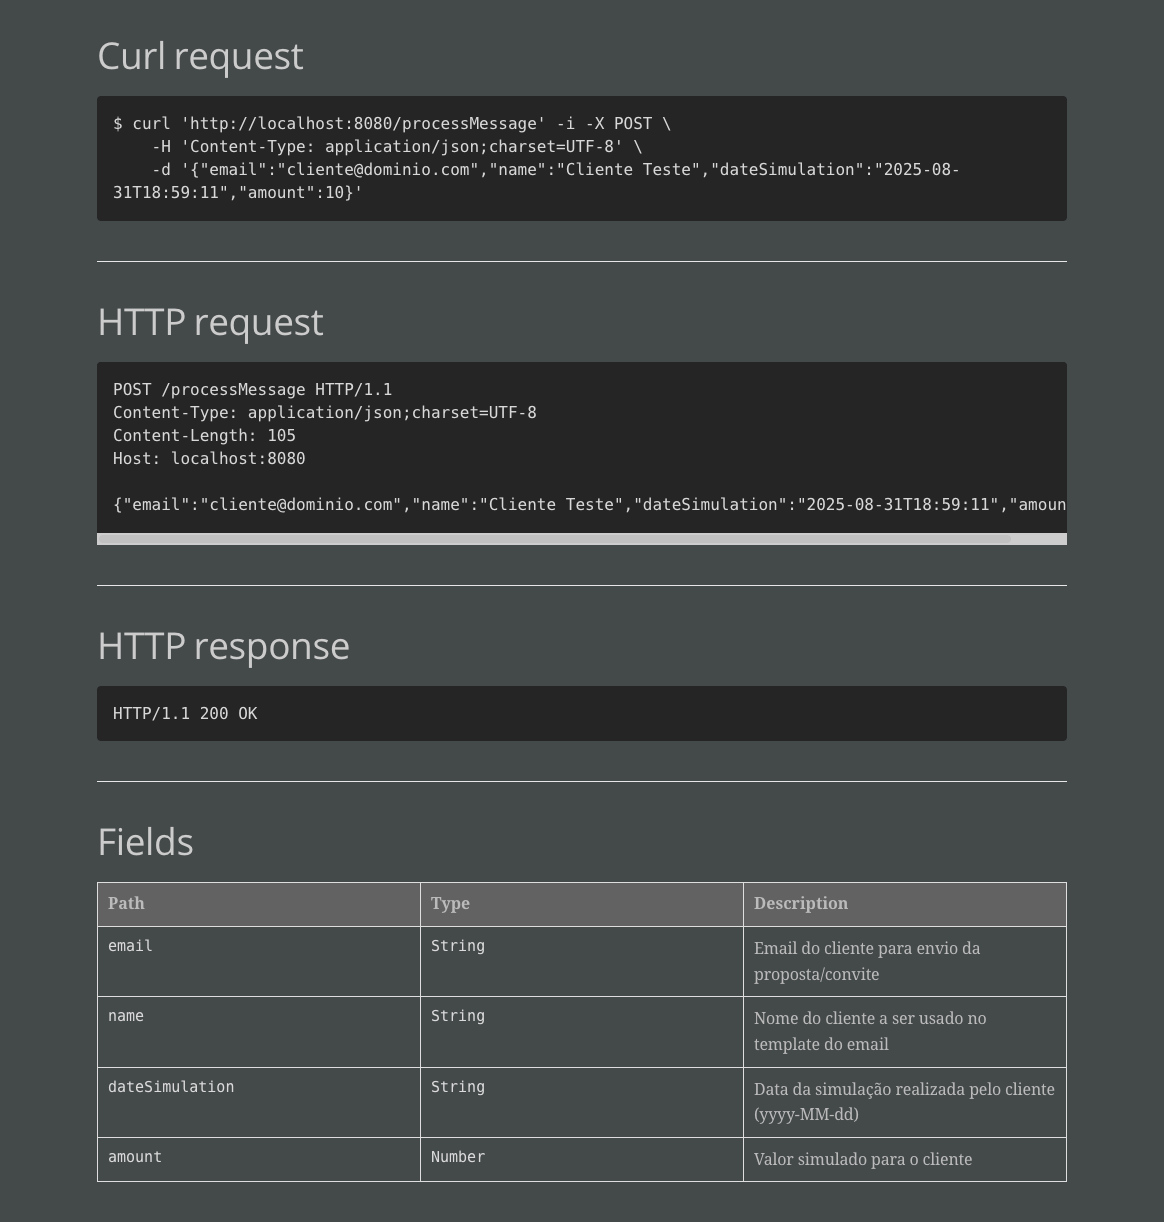 Curl request
$ curl 'http://localhost:8080/processMessage' -i -X POST \
    -H 'Content-Type: application/json;charset=UTF-8' \
    -d '{"email":"cliente@dominio.com","name":"Cliente Teste","dateSimulation":"2025-08-
31T18:59:11","amount":10}'
HTTP request
POST /processMessage HTTP/1.1
Content-Type: application/json;charset=UTF-8
Content-Length: 105
Host: localhost:8080
{"email":"cliente@dominio.com","name":"Cliente Teste","dateSimulation":"2025-08-31T18:59:11","amoun
HTTP response
HTTP/1.1 200 OK
Fields
Path Type Description
email String Email do cliente para envio da
proposta/convite
name String Nome do cliente a ser usado no
template do email
dateSimulation String Data da simulação realizada pelo cliente
(yyyy-MM-dd)
amount Number Valor simulado para o cliente